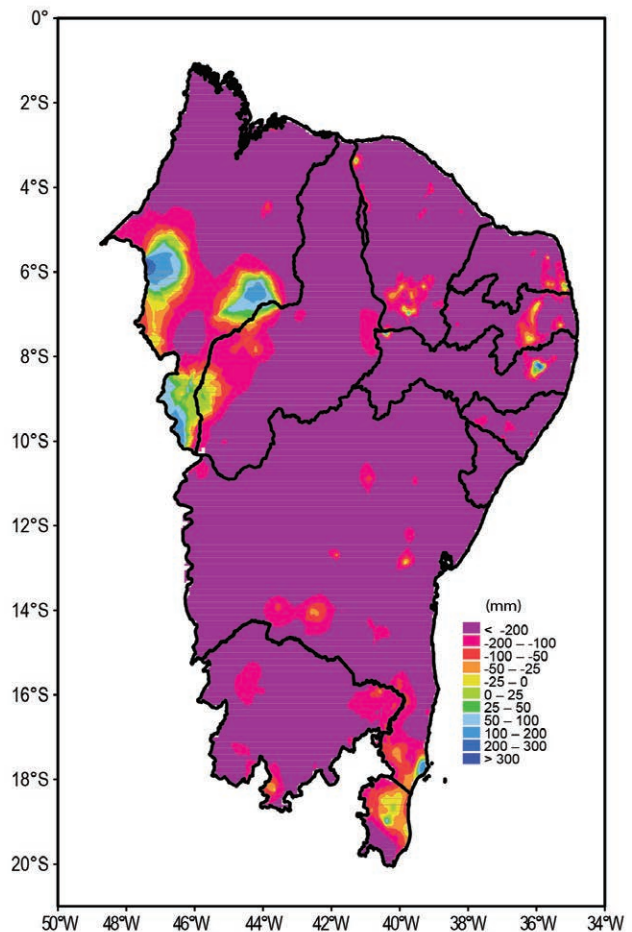 0°
2°S
4°S
6°S
8°S
10°S
12°S
14°S
16°S
18°S
20°S
(mm)
< -200
-200 – -100
-100 – -50
-50 – -25
-25 – 0
0 – 25
25 – 50
50 – 100
100 – 200
200 – 300
> 300
50°W 48°W 46°W 44°W 42°W 40°W 38°W 36°W 34°W